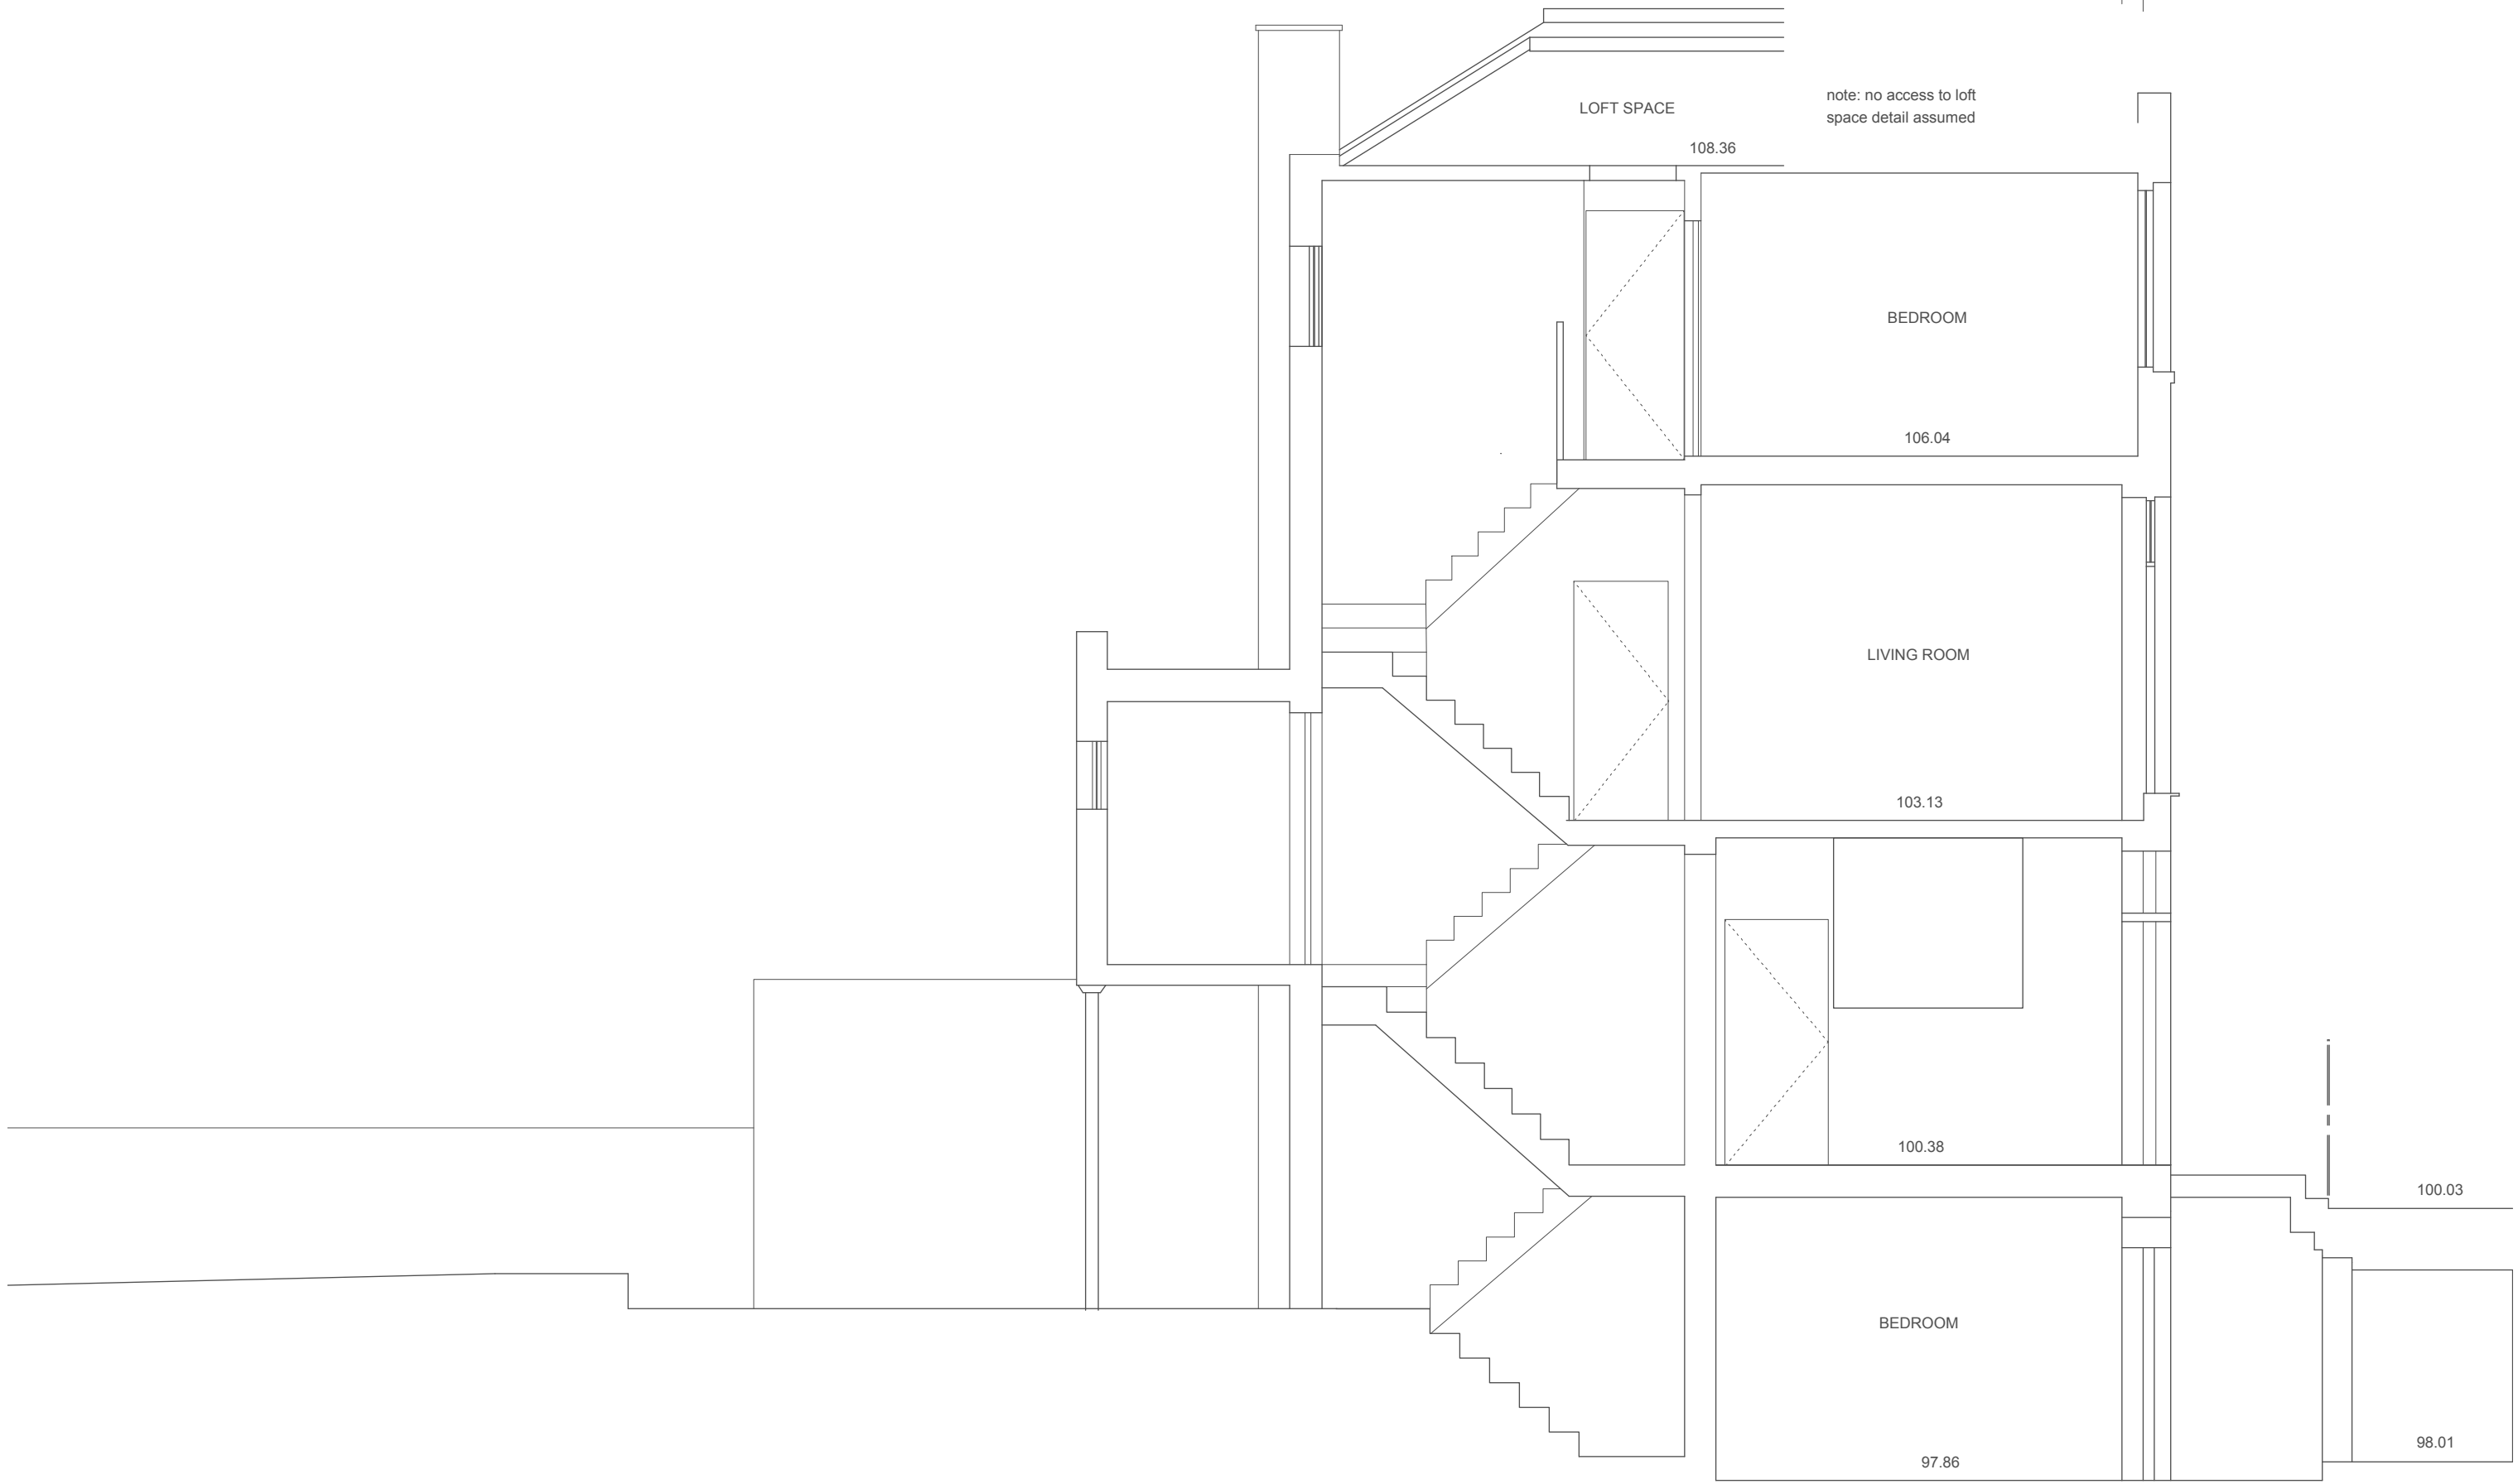 LOFT SPACE
note: no access to loft
space detail assumed
108.36
BEDROOM
106.04
LIVING ROOM
103.13
100.38
100.03
BEDROOM
98.01
97.86